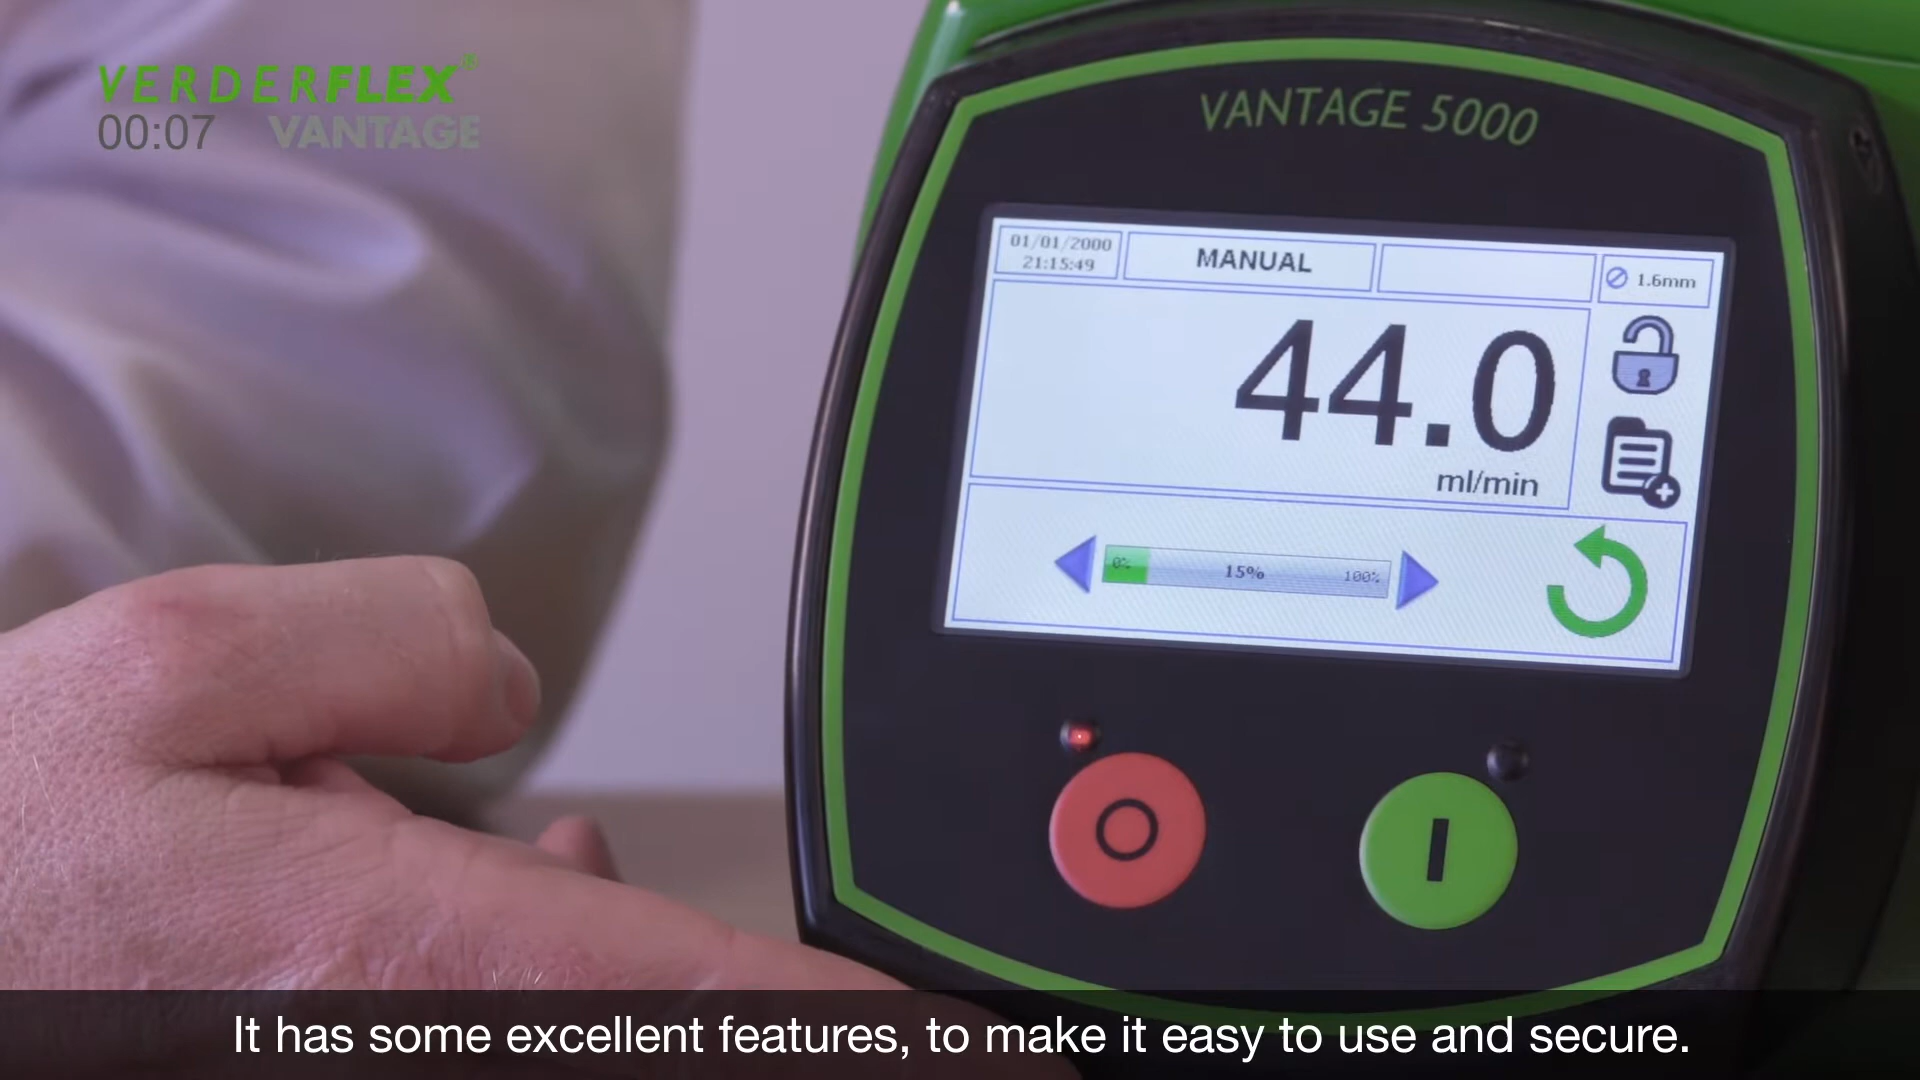 VERDERFLEX®
00:07 VANTAGE
VANTAGE 5000
01/01/2000
21:15:49
MANUAL
1.6mm
44.0
ml/min
0% 15% 100%
It has some excellent features, to make it easy to use and secure.